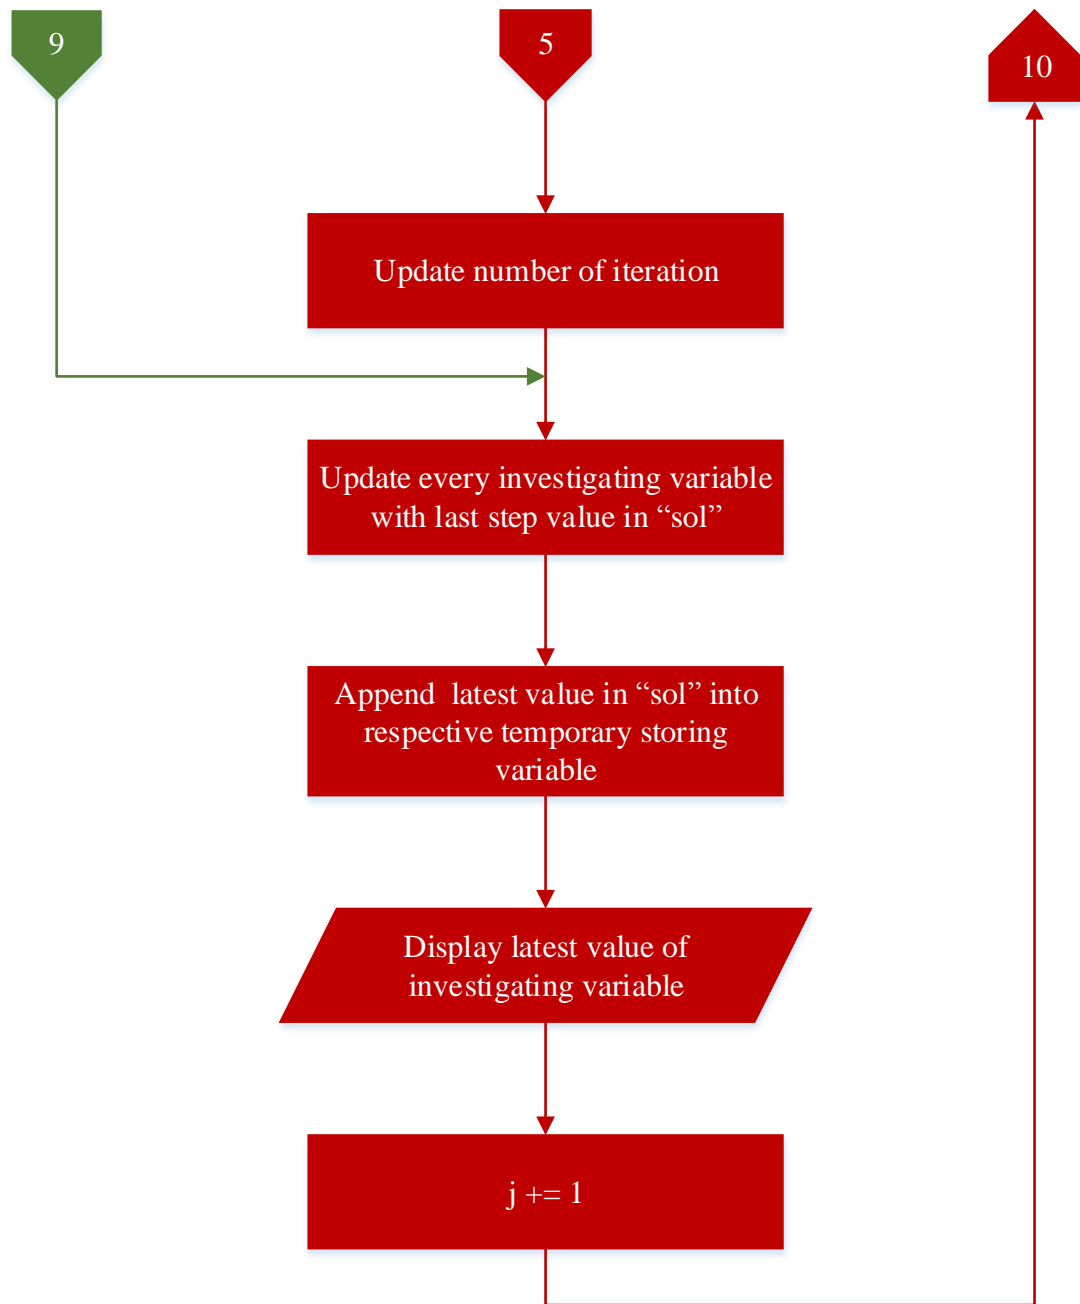 9
5
10
Update number of iteration
Update every investigating variable
with last step value in “sol”
Append  latest value in “sol” into
respective temporary storing
variable
Display latest value of
investigating variable
j += 1